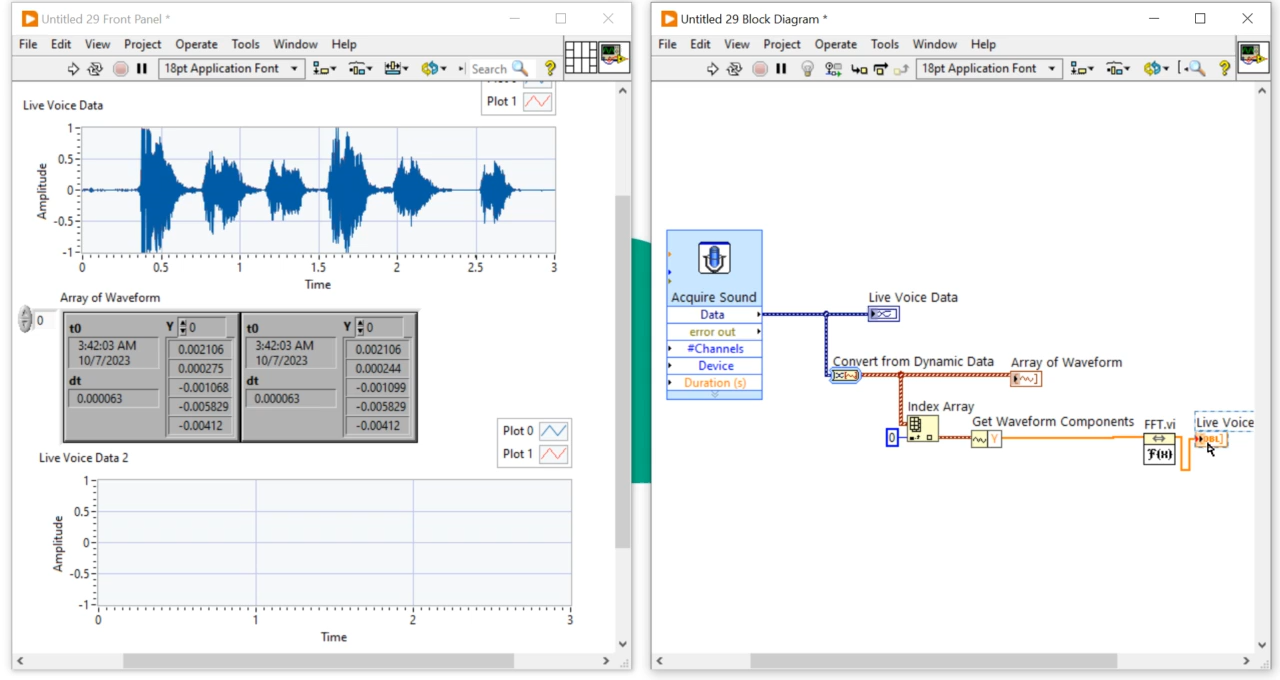 Untitled 29 Front Panel *
File Edit View Project Operate Tools Window Help
18pt Application Font
Search
?
Plot 1
Live Voice Data
Amplitude
1
0.5
0
-0.5
-1
0 0.5 1 1.5 2 2.5 3
Time
Array of Waveform
0
t0 Y 0
3:42:03 AM
10/7/2023
dt
0.000063
0.002106
0.000275
-0.001068
-0.005829
-0.00412
t0 Y 0
3:42:03 AM
10/7/2023
dt
0.000063
0.002106
0.000244
-0.001099
-0.005829
-0.00412
Plot 0
Plot 1
Live Voice Data 2
Amplitude
1
0.5
0
-0.5
-1
0 1 2 3
Time
Untitled 29 Block Diagram *
File Edit View Project Operate Tools Window Help
18pt Application Font
?
Acquire Sound
Data
error out
#Channels
Device
Duration (s)
Live Voice Data
Convert from Dynamic Data
Array of Waveform
Index Array
0
Get Waveform Components
Y
FFT.vi
F(x)
Live Voice